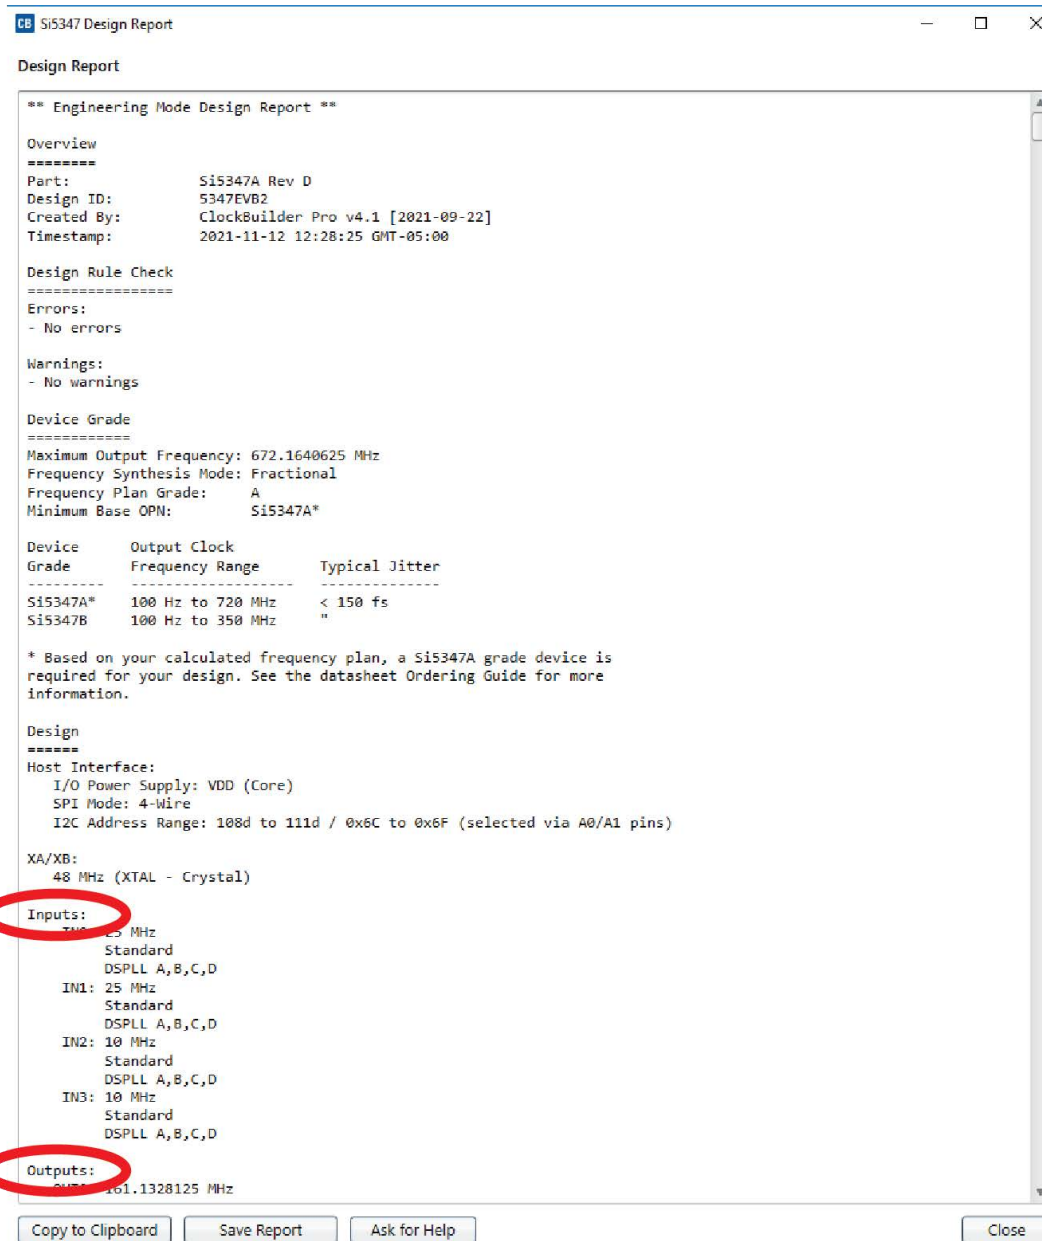 CB Si5347 Design Report
Design Report
** Engineering Mode Design Report **
Overview
========
Part: Si5347A Rev D
Design ID: 5347EVB2
Created By: ClockBuilder Pro v4.1 [2021-09-22]
Timestamp: 2021-11-12 12:28:25 GMT-05:00
Design Rule Check
=================
Errors:
- No errors
Warnings:
- No warnings
Device Grade
============
Maximum Output Frequency: 672.1640625 MHz
Frequency Synthesis Mode: Fractional
Frequency Plan Grade: A
Minimum Base OPN: Si5347A*
Device Output Clock
Grade Frequency Range Typical Jitter
--------- ------------------- --------------
Si5347A* 100 Hz to 720 MHz < 150 fs
Si5347B 100 Hz to 350 MHz "
* Based on your calculated frequency plan, a Si5347A grade device is
required for your design. See the datasheet Ordering Guide for more
information.
Design
======
Host Interface:
I/O Power Supply: VDD (Core)
SPI Mode: 4-Wire
I2C Address Range: 108d to 111d / 0x6C to 0x6F (selected via A0/A1 pins)
XA/XB:
48 MHz (XTAL - Crystal)
Inputs:
25 MHz
Standard
DSPLL A,B,C,D
IN1: 25 MHz
Standard
DSPLL A,B,C,D
IN2: 10 MHz
Standard
DSPLL A,B,C,D
IN3: 10 MHz
Standard
DSPLL A,B,C,D
Outputs:
161.1328125 MHz
Copy to Clipboard Save Report Ask for Help Close